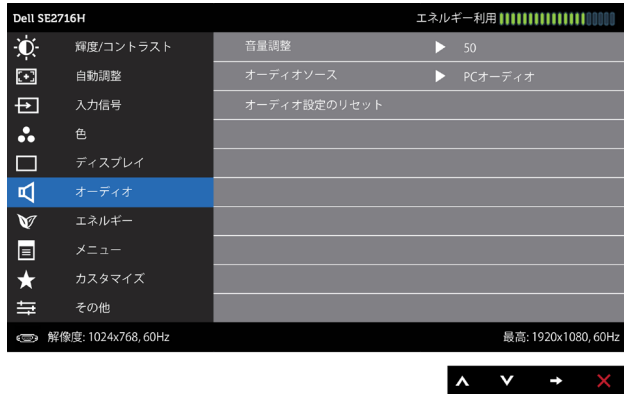 Dell SE2716H エネルギー利用
輝度/コントラスト 音量調整 50
自動調整 オーディオソース PCオーディオ
入力信号 オーディオ設定のリセット
色
ディスプレイ
オーディオ
エネルギー
メニュー
カスタマイズ
その他
解像度: 1024x768, 60Hz 最高: 1920x1080, 60Hz